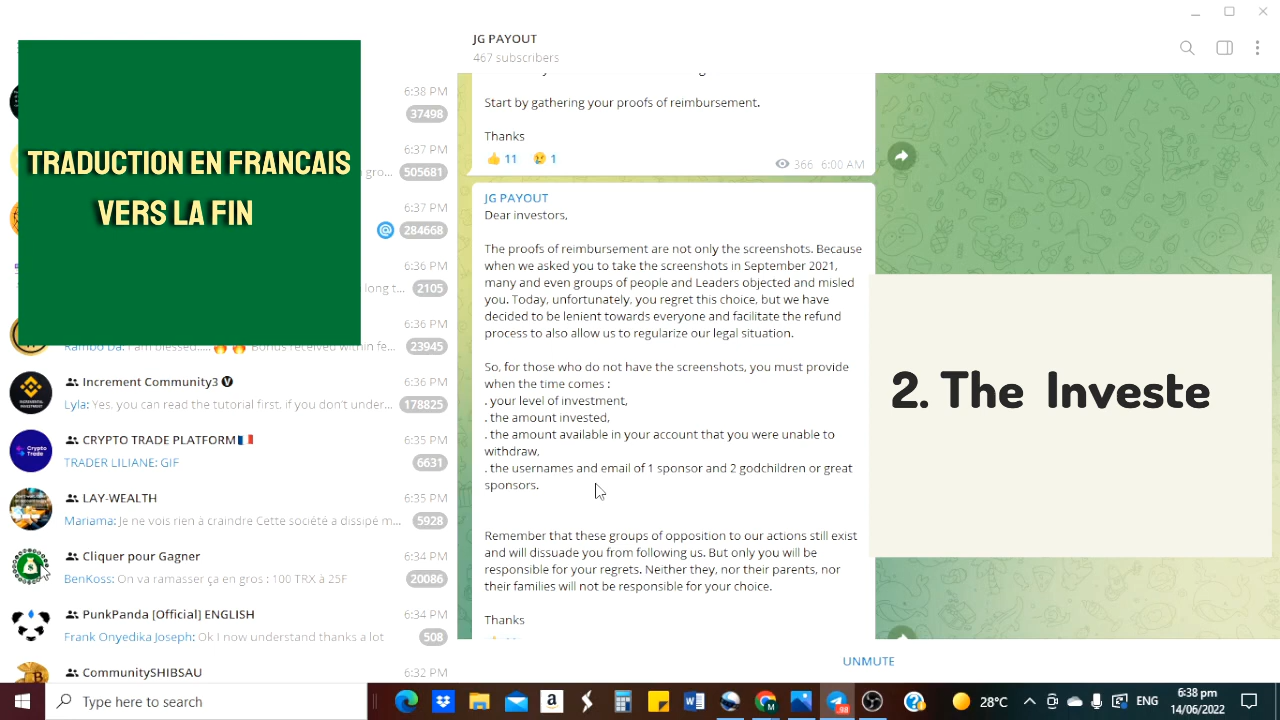 JG PAYOUT
467 subscribers
TRADUCTION EN FRANCAIS
VERS LA FIN
6:38 PM
37498
6:37 PM
gro...
505681
6:37 PM
@
284668
6:36 PM
long t...
2105
6:36 PM
Rambo Da: I am blessed..... Bonus received within fe...
23945
Increment Community3 V
6:36 PM
Lyla: Yes, you can read the tutorial first, if you don't under...
178825
CRYPTO TRADE PLATFORM
6:35 PM
TRADER LILIANE: GIF
6631
LAY-WEALTH
6:35 PM
Mariama: Je ne vois rien à craindre Cette société a dissipé m...
5928
Cliquer pour Gagner
6:34 PM
BenKoss: On va ramasser ça en gros : 100 TRX à 25F
20086
PunkPanda [Official] ENGLISH
6:34 PM
Frank Onyedika Joseph: Ok I now understand thanks a lot
508
CommunitySHIBSAU
6:32 PM
Start by gathering your proofs of reimbursement.
Thanks
11 1
366 6:00 AM
JG PAYOUT
Dear investors,
The proofs of reimbursement are not only the screenshots. Because
when we asked you to take the screenshots in September 2021,
many and even groups of people and Leaders objected and misled
you. Today, unfortunately, you regret this choice, but we have
decided to be lenient towards everyone and facilitate the refund
process to also allow us to regularize our legal situation.
So, for those who do not have the screenshots, you must provide
when the time comes :
. your level of investment,
. the amount invested,
. the amount available in your account that you were unable to
withdraw,
. the usernames and email of 1 sponsor and 2 godchildren or great
sponsors.
Remember that these groups of opposition to our actions still exist
and will dissuade you from following us. But only you will be
responsible for your regrets. Neither they, nor their parents, nor
their families will not be responsible for your choice.
Thanks
2. The Investe
UNMUTE
Type here to search
28°C
ENG
6:38 pm
14/06/2022